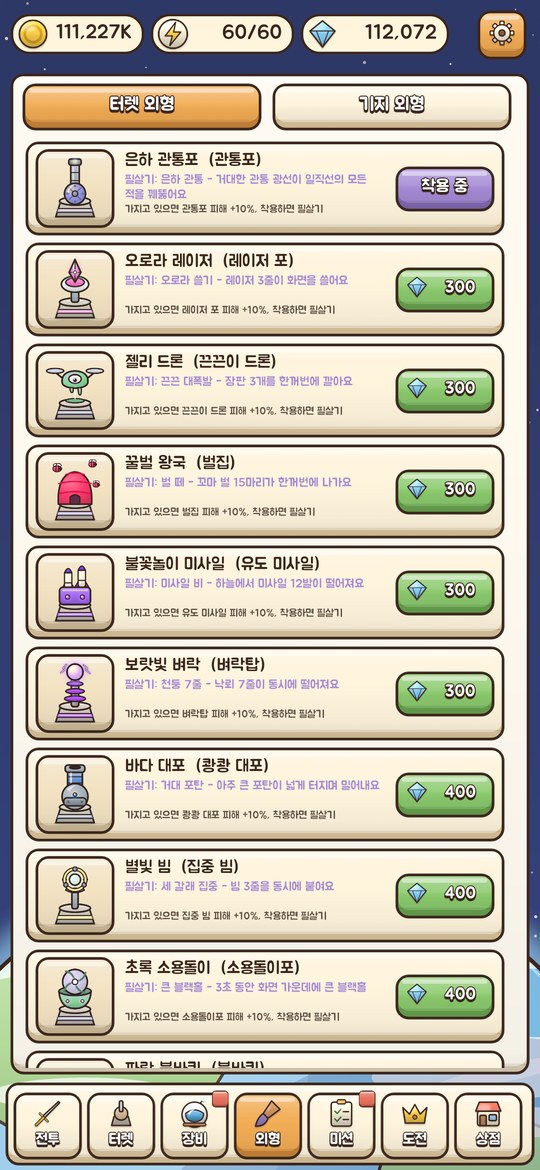 111,227K
60/60
112,072
터렛 외형
기지 외형
은하 관통포 (관통포)
필살기: 은하 관통 - 거대한 관통 광선이 일직선의 모든
적을 꿰뚫어요
가지고 있으면 관통포 피해 +10%, 착용하면 필살기
착용 중
오로라 레이저 (레이저 포)
필살기: 오로라 쓸기 - 레이저 3줄이 화면을 쓸어요
가지고 있으면 레이저 포 피해 +10%, 착용하면 필살기
300
젤리 드론 (끈끈이 드론)
필살기: 끈끈 대폭발 - 장판 3개를 한꺼번에 깔아요
가지고 있으면 끈끈이 드론 피해 +10%, 착용하면 필살기
300
꿀벌 왕국 (벌집)
필살기: 벌 떼 - 꼬마 벌 15마리가 한꺼번에 나가요
가지고 있으면 벌집 피해 +10%, 착용하면 필살기
300
불꽃놀이 미사일 (유도 미사일)
필살기: 미사일 비 - 하늘에서 미사일 12발이 떨어져요
가지고 있으면 유도 미사일 피해 +10%, 착용하면 필살기
300
보랏빛 벼락 (벼락탑)
필살기: 천둥 7줄 - 낙뢰 7줄이 동시에 떨어져요
가지고 있으면 벼락탑 피해 +10%, 착용하면 필살기
300
바다 대포 (쾅쾅 대포)
필살기: 거대 포탄 - 아주 큰 포탄이 넓게 터지며 밀어내요
가지고 있으면 쾅쾅 대포 피해 +10%, 착용하면 필살기
400
별빛 빔 (집중 빔)
필살기: 세 갈래 집중 - 빔 3줄을 동시에 붙여요
가지고 있으면 집중 빔 피해 +10%, 착용하면 필살기
400
초록 소용돌이 (소용돌이포)
필살기: 큰 블랙홀 - 3초 동안 화면 가운데에 큰 블랙홀
가지고 있으면 소용돌이포 피해 +10%, 착용하면 필살기
400
전투
터렛
장비
외형
미션
도전
상점